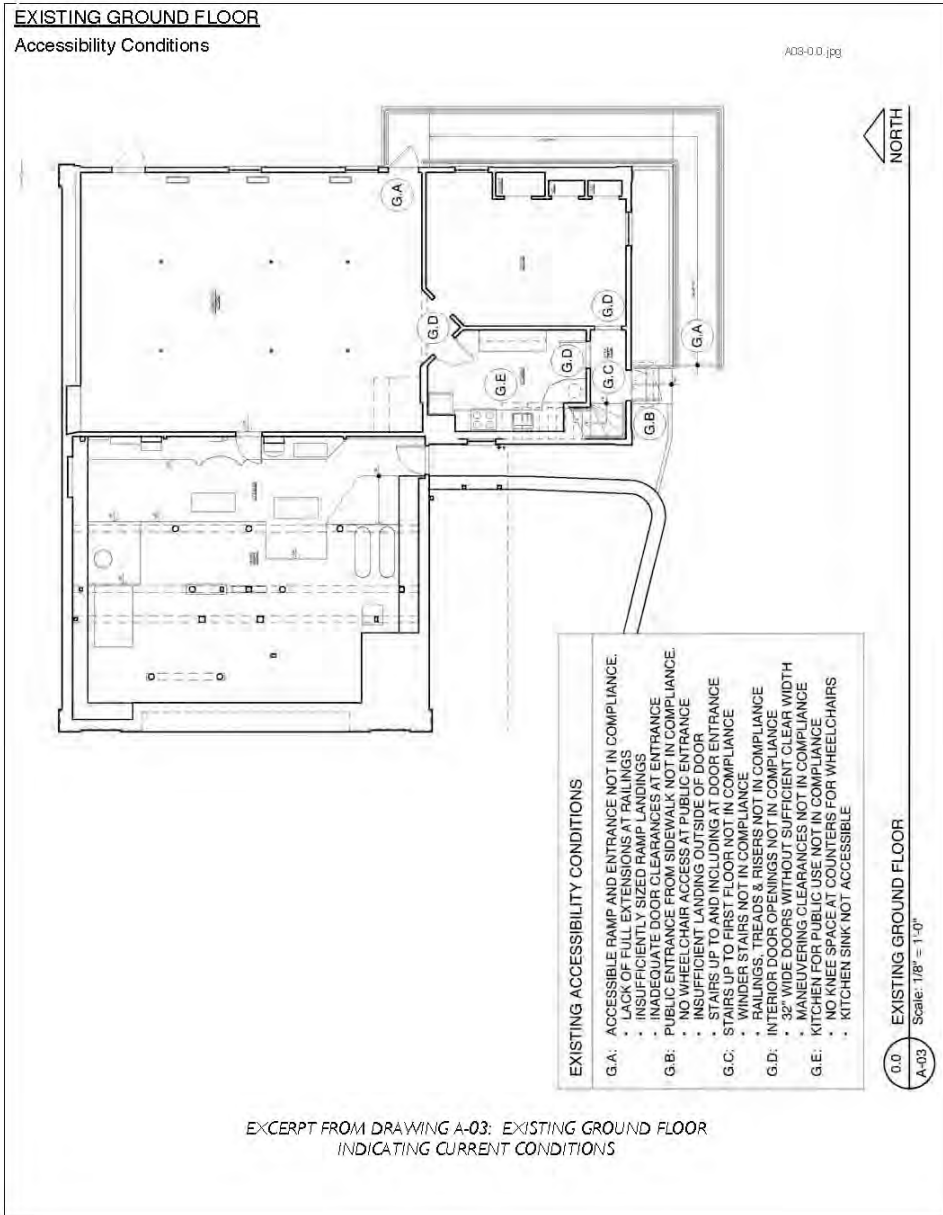 EXISTING GROUND FLOOR
Accessibility Conditions
A03-0.0.jpg
NORTH
G.A
G.D
G.D
G.D
G.E
G.C
G.A
G.B
EXISTING ACCESSIBILITY CONDITIONS
G.A: ACCESSIBLE RAMP AND ENTRANCE NOT IN COMPLIANCE.
• LACK OF FULL EXTENSIONS AT RAILINGS
• INSUFFICIENTLY SIZED RAMP LANDINGS
• INADEQUATE DOOR CLEARANCES AT ENTRANCE
G.B: PUBLIC ENTRANCE FROM SIDEWALK NOT IN COMPLIANCE.
• NO WHEELCHAIR ACCESS AT PUBLIC ENTRANCE
• INSUFFICIENT LANDING OUTSIDE OF DOOR
• STAIRS UP TO AND INCLUDING AT DOOR ENTRANCE
G.C: STAIRS UP TO FIRST FLOOR NOT IN COMPLIANCE
• WINDER STAIRS NOT IN COMPLIANCE
• RAILINGS, TREADS & RISERS NOT IN COMPLIANCE
G.D: INTERIOR DOOR OPENINGS NOT IN COMPLIANCE
• 32" WIDE DOORS WITHOUT SUFFICIENT CLEAR WIDTH
• MANEUVERING CLEARANCES NOT IN COMPLIANCE
G.E: KITCHEN FOR PUBLIC USE NOT IN COMPLIANCE
• NO KNEE SPACE AT COUNTERS FOR WHEELCHAIRS
• KITCHEN SINK NOT ACCESSIBLE
0.0
A-03
EXISTING GROUND FLOOR
Scale: 1/8" = 1'-0"
EXCERPT FROM DRAWING A-03: EXISTING GROUND FLOOR
INDICATING CURRENT CONDITIONS